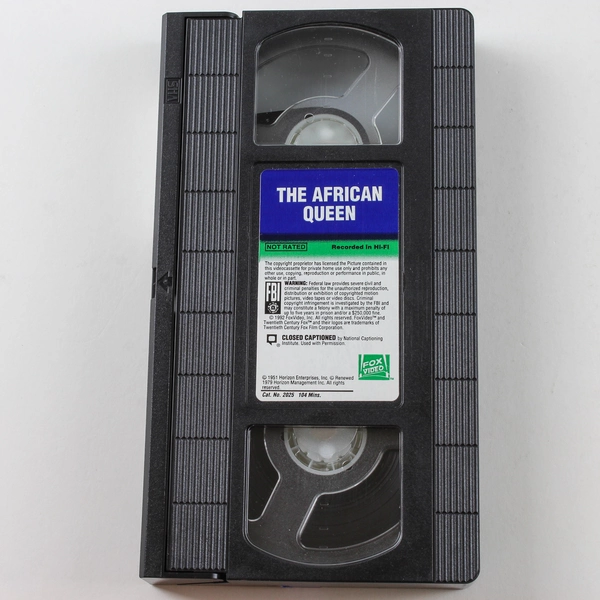 VHS
THE AFRICAN
QUEEN
NOT RATED
Recorded in Hi-Fi
The copyright proprietor has licensed the Picture contained in
this videocassette for private home use only and prohibits any
other use, copying, reproduction or performance in public, in
whole or in part.
FBI
WARNING: Federal law provides severe civil and
criminal penalties for the unauthorized reproduction,
distribution or exhibition of copyrighted motion
pictures, video tapes or video discs. Criminal
copyright infringement is investigated by the FBI and
may constitute a felony with a maximum penalty of
up to five years in prison and/or a $250,000 fine.
© 1992 FoxVideo, Inc. All rights reserved. FoxVideo™ and
Twentieth Century Fox™ and their logos are trademarks of
Twentieth Century Fox Film Corporation.
CLOSED CAPTIONED by National Captioning
Institute. Used with Permission.
FOX
VIDEO
TM
© 1951 Horizon Enterprises, Inc. © Renewed
1979 Horizon Management Inc. All rights
reserved.
Cat. No. 2025 104 Mins.